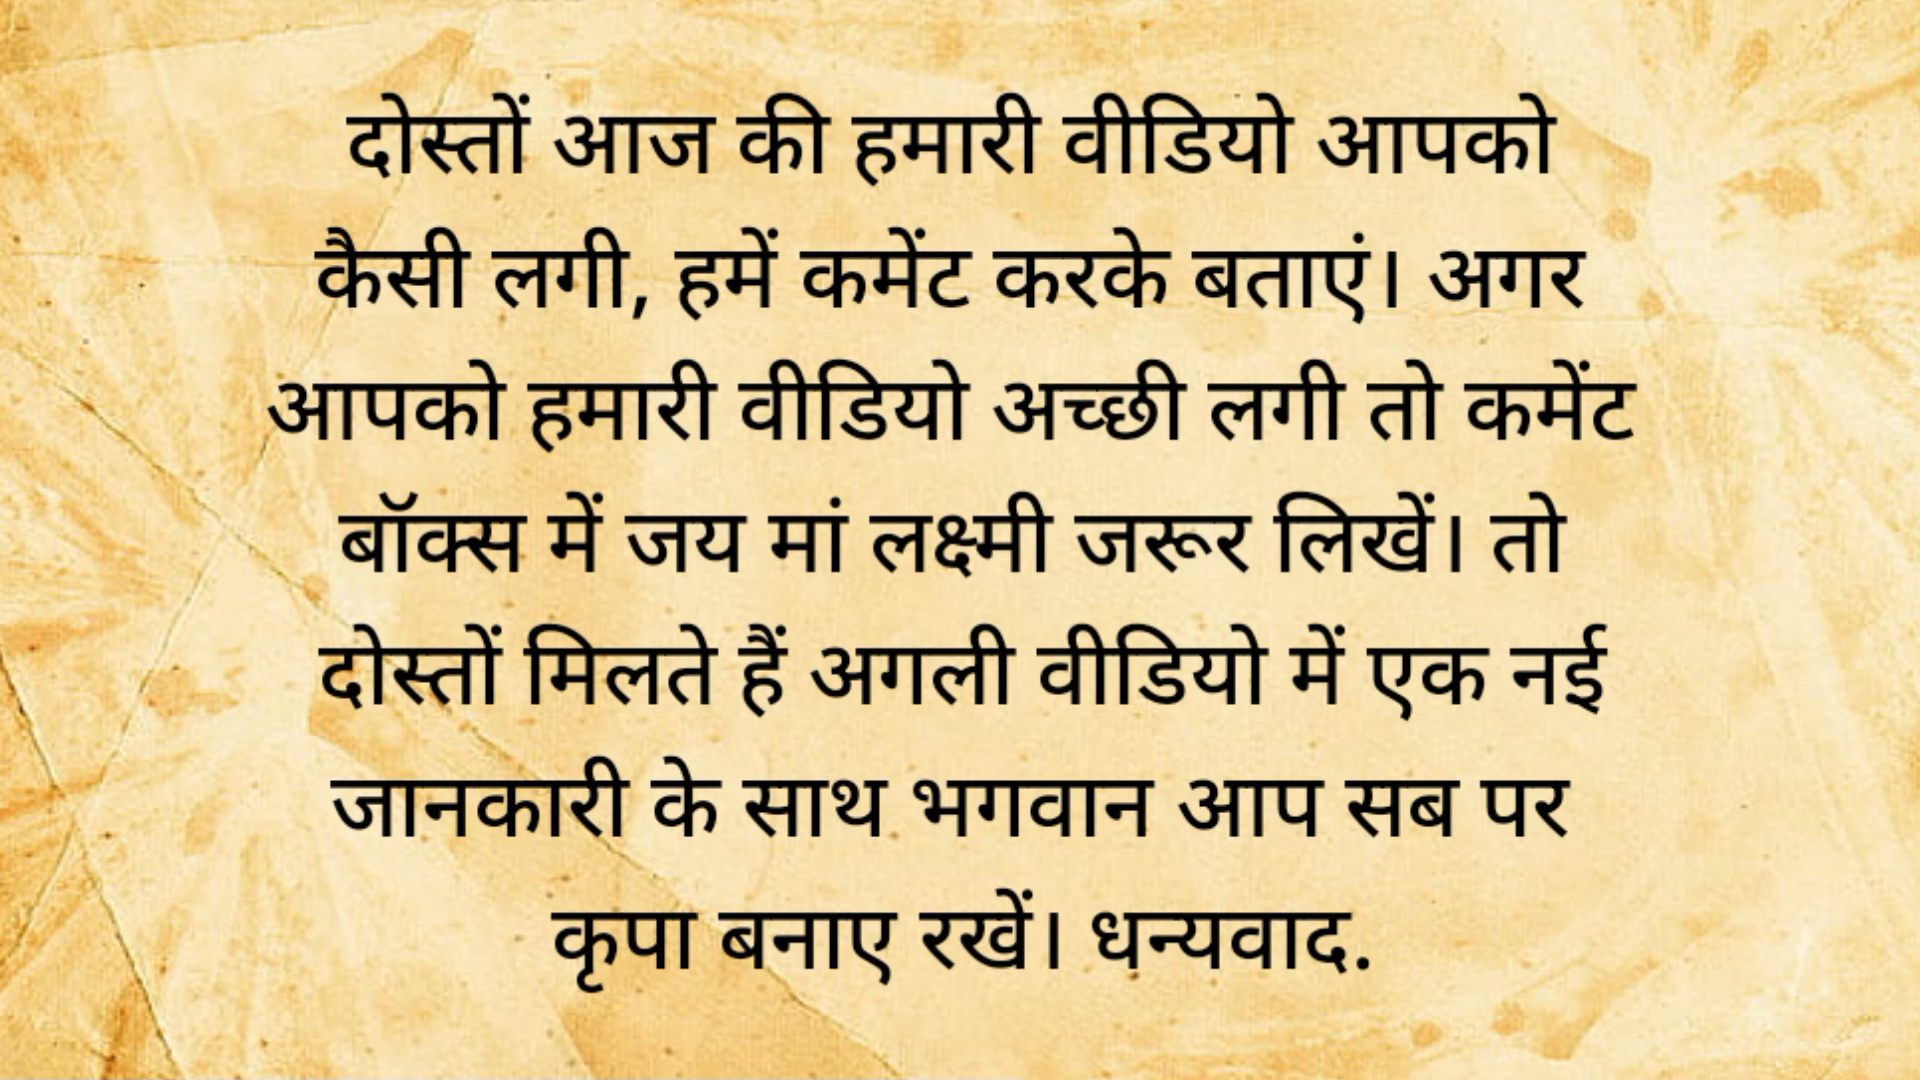 दोस्तों आज की हमारी वीडियो आपको
कैसी लगी, हमें कमेंट करके बताएं। अगर
आपको हमारी वीडियो अच्छी लगी तो कमेंट
बॉक्स में जय मां लक्ष्मी जरूर लिखें। तो
दोस्तों मिलते हैं अगली वीडियो में एक नई
जानकारी के साथ भगवान आप सब पर
कृपा बनाए रखें। धन्यवाद.